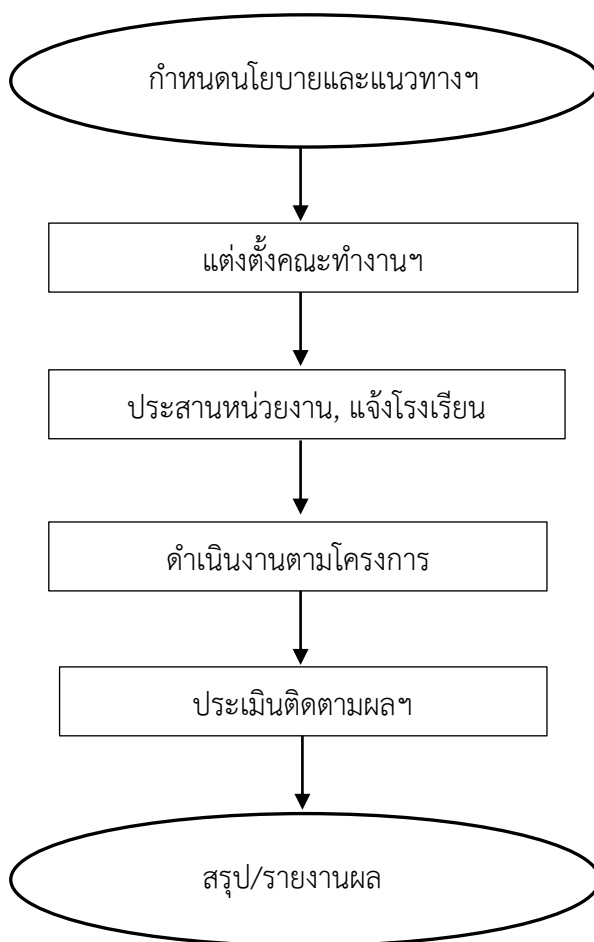 กำหนดนโยบายและแนวทางฯ
แต่งตั้งคณะทำงานฯ
ประสานหน่วยงาน, แจ้งโรงเรียน
ดำเนินงานตามโครงการ
ประเมินติดตามผลฯ
สรุป/รายงานผล